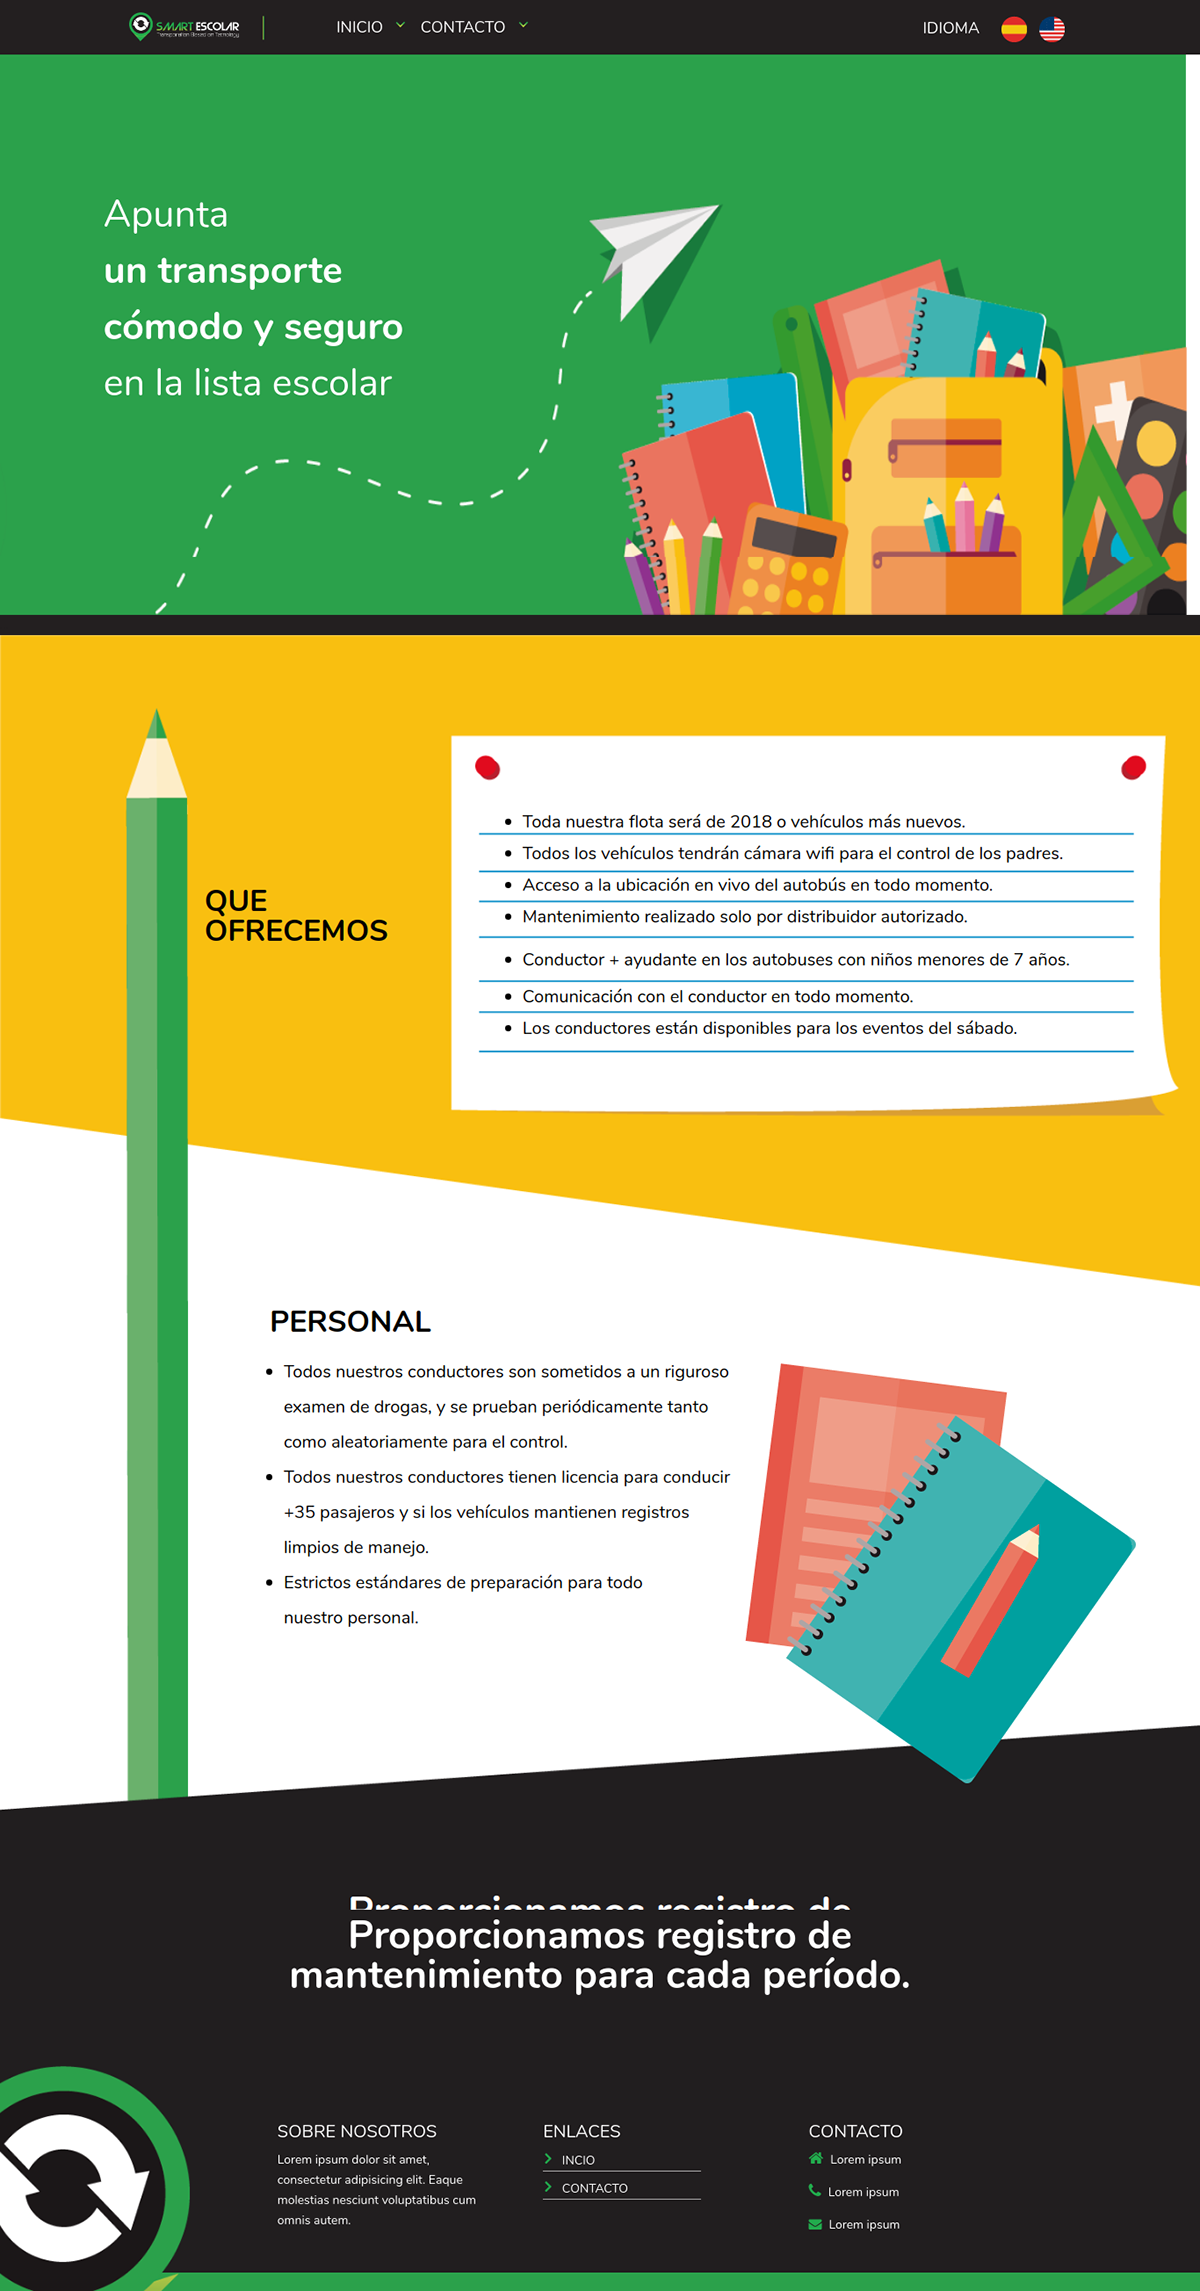 SMART ESCOLAR
INICIO
CONTACTO
IDIOMA
Apunta
un transporte
cómodo y seguro
en la lista escolar
QUE
OFRECEMOS
Toda nuestra flota será de 2018 o vehículos más nuevos.
Todos los vehículos tendrán cámara wifi para el control de los padres.
Acceso a la ubicación en vivo del autobús en todo momento.
Mantenimiento realizado solo por distribuidor autorizado.
Conductor + ayudante en los autobuses con niños menores de 7 años.
Comunicación con el conductor en todo momento.
Los conductores están disponibles para los eventos del sábado.
PERSONAL
Todos nuestros conductores son sometidos a un riguroso
examen de drogas, y se prueban periódicamente tanto
como aleatoriamente para el control.
Todos nuestros conductores tienen licencia para conducir
+35 pasajeros y si los vehículos mantienen registros
limpios de manejo.
Estrictos estándares de preparación para todo
nuestro personal.
Proporcionamos registro de
Proporcionamos registro de
mantenimiento para cada período.
SOBRE NOSOTROS
Lorem ipsum dolor sit amet,
consectetur adipisicing elit. Eaque
molestias nesciunt voluptatibus cum
omnis autem.
ENLACES
INCIO
CONTACTO
CONTACTO
Lorem ipsum
Lorem ipsum
Lorem ipsum